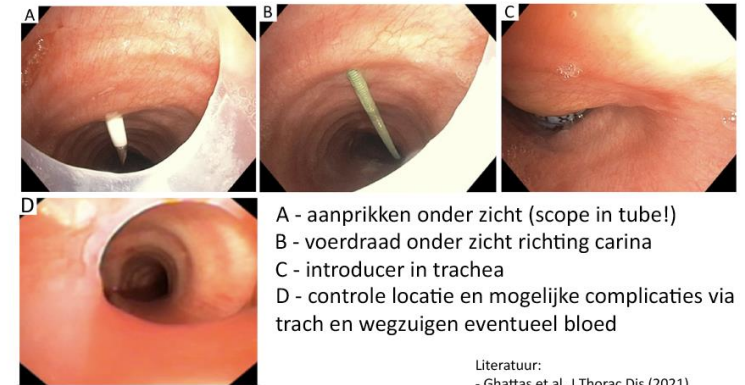 A
B
C
D
A - aanprikken onder zicht (scope in tube!)
B - voerdraad onder zicht richting carina
C - introducer in trachea
D - controle locatie en mogelijke complicaties via
trach en wegzuigen eventueel bloed
Literatuur:
- Ghattas et al. J Thorac Dis (2021)